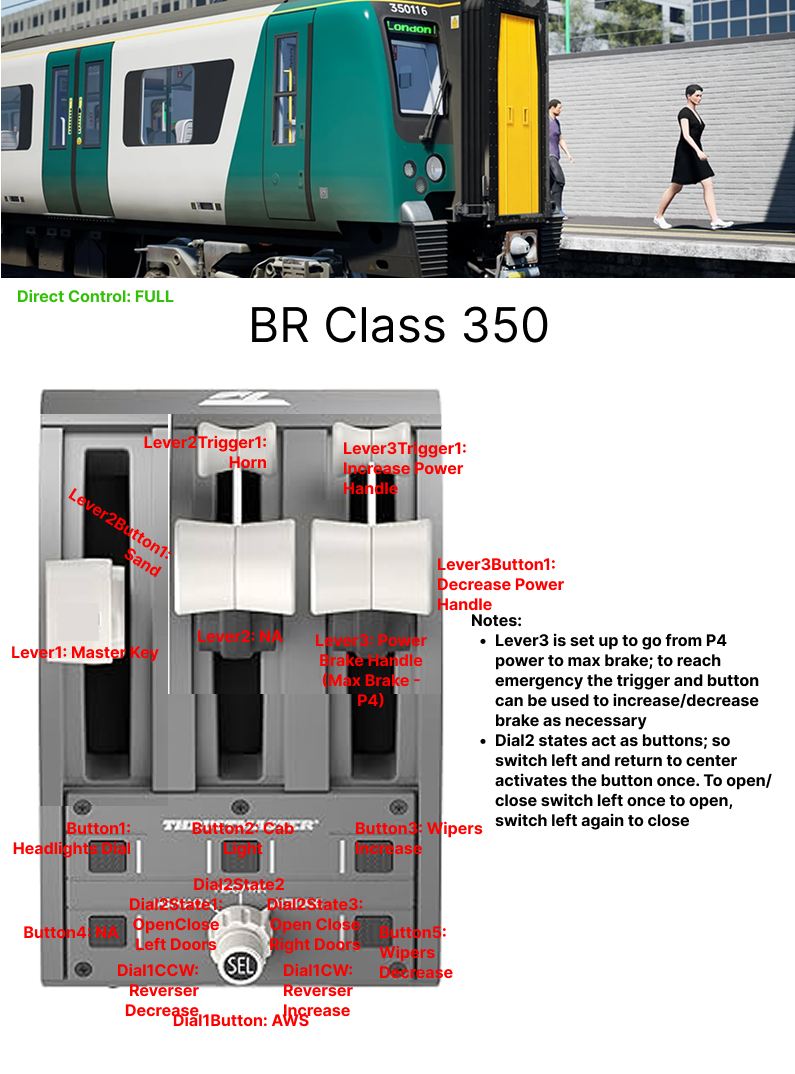 350116
London
Direct Control: FULL
BR Class 350
Lever2Trigger1:
Horn
Lever3Trigger1:
Increase Power
Handle
Lever2Button1:
Sand
Lever3Button1:
Decrease Power
Handle
Lever1: Master Key
Lever2: NA
Lever3: Power
Brake Handle
(Max Brake -
P4)
Notes:
• Lever3 is set up to go from P4
power to max brake; to reach
emergency the trigger and button
can be used to increase/decrease
brake as necessary
• Dial2 states act as buttons; so
switch left and return to center
activates the button once. To open/
close switch left once to open,
switch left again to close
THRUSTMASTER
Button1:
Headlights Dial
Button2: Cab
Light
Button3: Wipers
Increase
Dial2State2
Dial2State1:
OpenClose
Left Doors
Dial2State3:
Open Close
Right Doors
Button4: NA
Button5:
Wipers
Decrease
SEL
Dial1CCW:
Reverser
Decrease
Dial1CW:
Reverser
Increase
Dial1Button: AWS